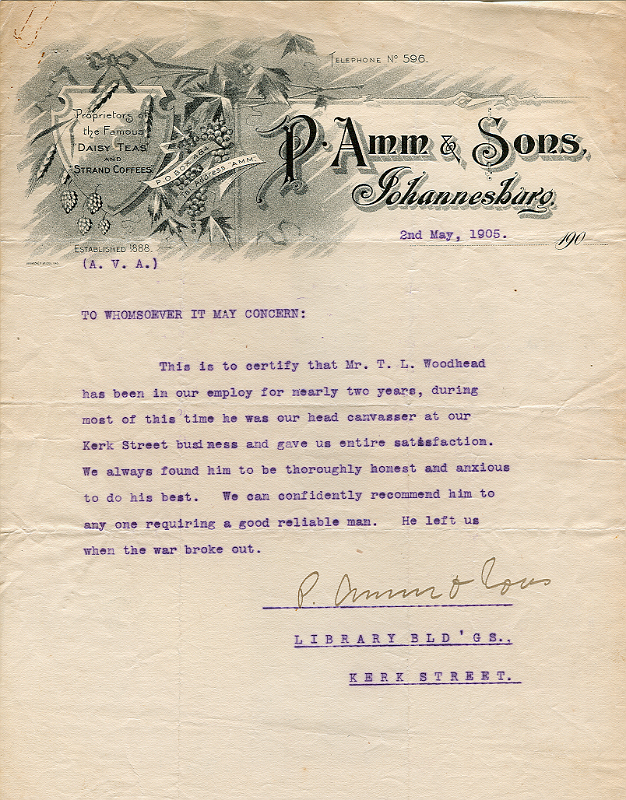 TELEPHONE Nº 596.
Proprietors of
the Famous
"DAISY TEAS"
AND
"STRAND COFFEES"
P.O. BOX
ADDRESS "AMM"
P. Amm & Sons,
Johannesburg.
ESTABLISHED 1888.
2nd May, 1905. 190
(A. V. A.)
TO WHOMSOEVER IT MAY CONCERN:
This is to certify that Mr. T. L. Woodhead
has been in our employ for nearly two years, during
most of this time he was our head canvasser at our
Kerk Street business and gave us entire satisfaction.
We always found him to be thoroughly honest and anxious
to do his best. We can confidently recommend him to
any one requiring a good reliable man. He left us
when the war broke out.
P. Amm & Sons
LIBRARY BLD'GS.,
KERK STREET.